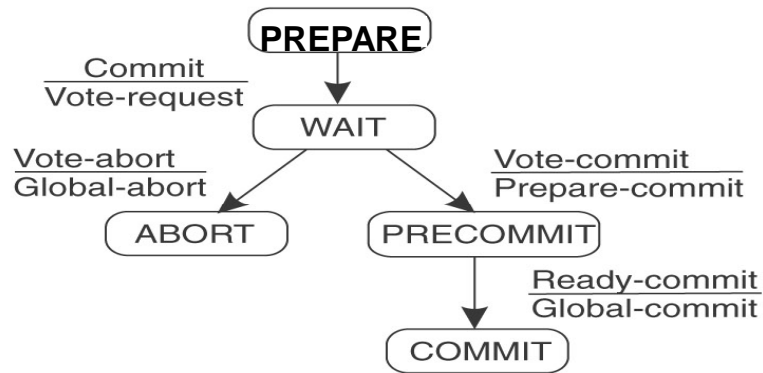 PREPARE
Commit
Vote-request
WAIT
Vote-abort
Global-abort
Vote-commit
Prepare-commit
ABORT
PRECOMMIT
Ready-commit
Global-commit
COMMIT